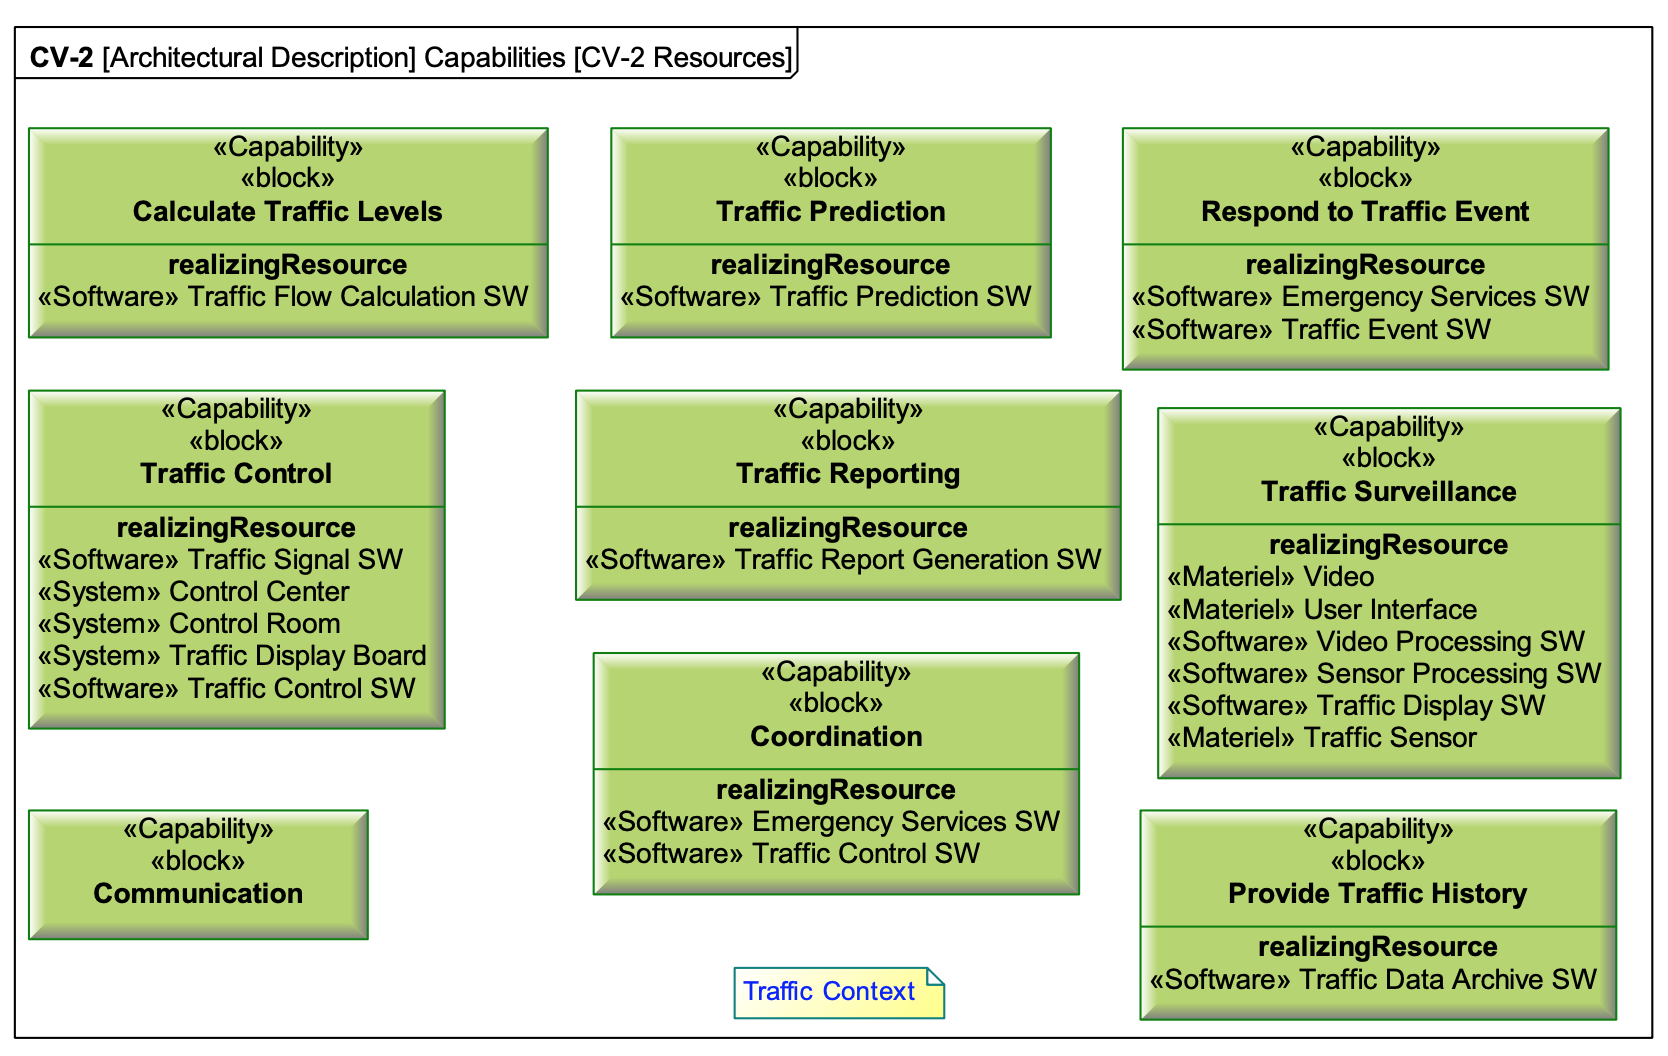 CV-2 [Architectural Description] Capabilities [CV-2 Resources]
«Capability»
«block»
Calculate Traffic Levels
realizingResource
«Software» Traffic Flow Calculation SW
«Capability»
«block»
Traffic Prediction
realizingResource
«Software» Traffic Prediction SW
«Capability»
«block»
Respond to Traffic Event
realizingResource
«Software» Emergency Services SW
«Software» Traffic Event SW
«Capability»
«block»
Traffic Control
realizingResource
«Software» Traffic Signal SW
«System» Control Center
«System» Control Room
«System» Traffic Display Board
«Software» Traffic Control SW
«Capability»
«block»
Traffic Reporting
realizingResource
«Software» Traffic Report Generation SW
«Capability»
«block»
Traffic Surveillance
realizingResource
«Materiel» Video
«Materiel» User Interface
«Software» Video Processing SW
«Software» Sensor Processing SW
«Software» Traffic Display SW
«Materiel» Traffic Sensor
«Capability»
«block»
Coordination
realizingResource
«Software» Emergency Services SW
«Software» Traffic Control SW
«Capability»
«block»
Communication
«Capability»
«block»
Provide Traffic History
realizingResource
«Software» Traffic Data Archive SW
Traffic Context